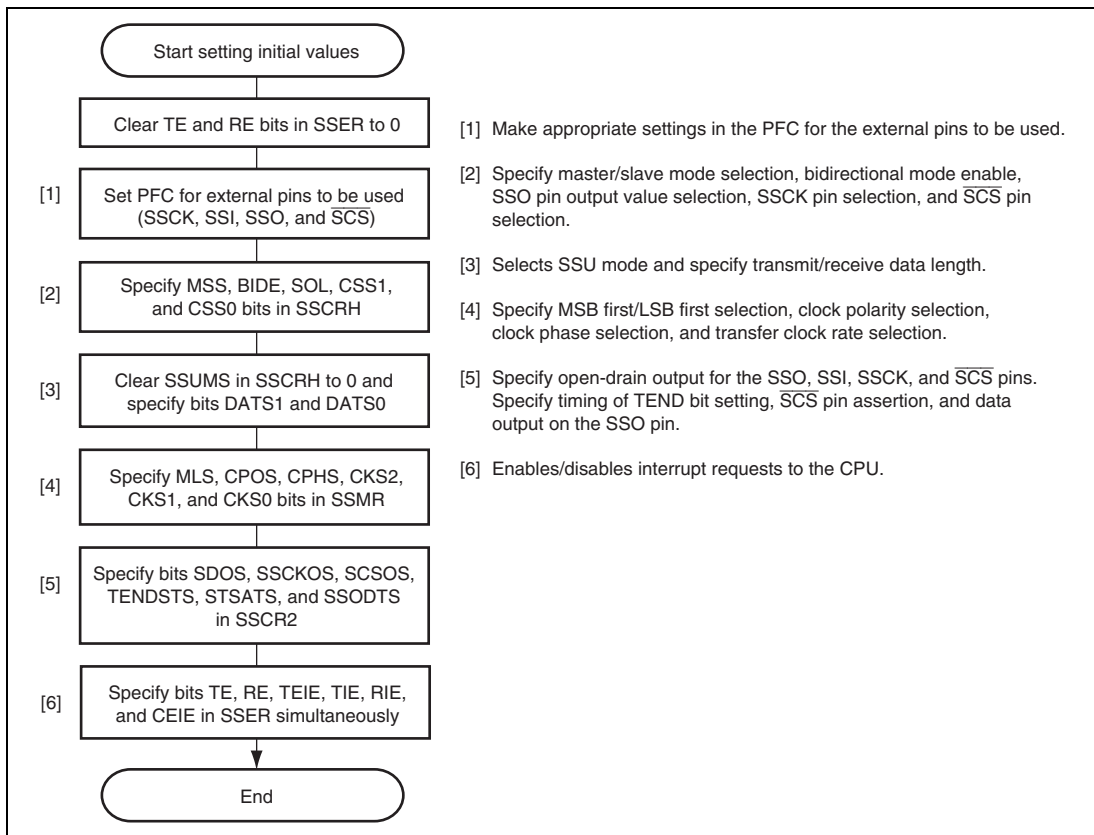 Start setting initial values
Clear TE and RE bits in SSER to 0
[1]
Set PFC for external pins to be used
(SSCK, SSI, SSO, and S̅C̅S̅)
[2]
Specify MSS, BIDE, SOL, CSS1,
and CSS0 bits in SSCRH
[3]
Clear SSUMS in SSCRH to 0 and
specify bits DATS1 and DATS0
[4]
Specify MLS, CPOS, CPHS, CKS2,
CKS1, and CKS0 bits in SSMR
[5]
Specify bits SDOS, SSCKOS, SCSOS,
TENDSTS, STSATS, and SSODTS
in SSCR2
[6]
Specify bits TE, RE, TEIE, TIE, RIE,
and CEIE in SSER simultaneously
End
[1] Make appropriate settings in the PFC for the external pins to be used.
[2] Specify master/slave mode selection, bidirectional mode enable,
SSO pin output value selection, SSCK pin selection, and S̅C̅S̅ pin
selection.
[3] Selects SSU mode and specify transmit/receive data length.
[4] Specify MSB first/LSB first selection, clock polarity selection,
clock phase selection, and transfer clock rate selection.
[5] Specify open-drain output for the SSO, SSI, SSCK, and S̅C̅S̅ pins.
Specify timing of TEND bit setting, S̅C̅S̅ pin assertion, and data
output on the SSO pin.
[6] Enables/disables interrupt requests to the CPU.